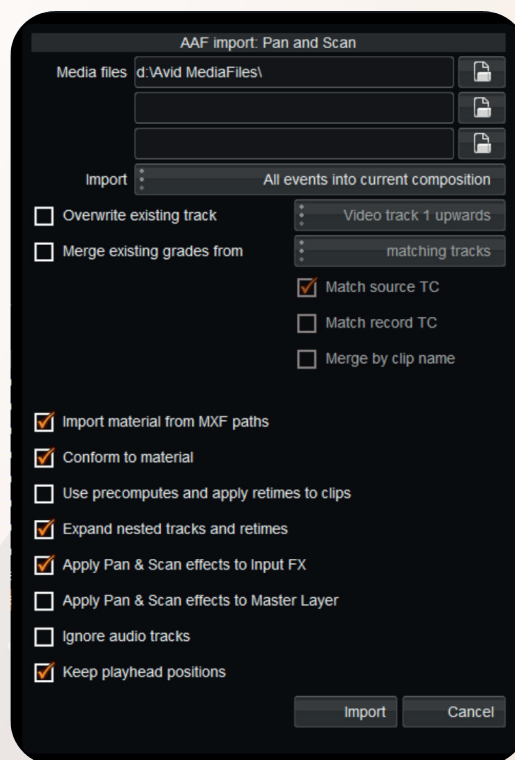 AAF import: Pan and Scan
Media files d:\Avid MediaFiles\
Import All events into current composition
Overwrite existing track Video track 1 upwards
Merge existing grades from matching tracks
Match source TC
Match record TC
Merge by clip name
Import material from MXF paths
Conform to material
Use precomputes and apply retimes to clips
Expand nested tracks and retimes
Apply Pan & Scan effects to Input FX
Apply Pan & Scan effects to Master Layer
Ignore audio tracks
Keep playhead positions
Import Cancel